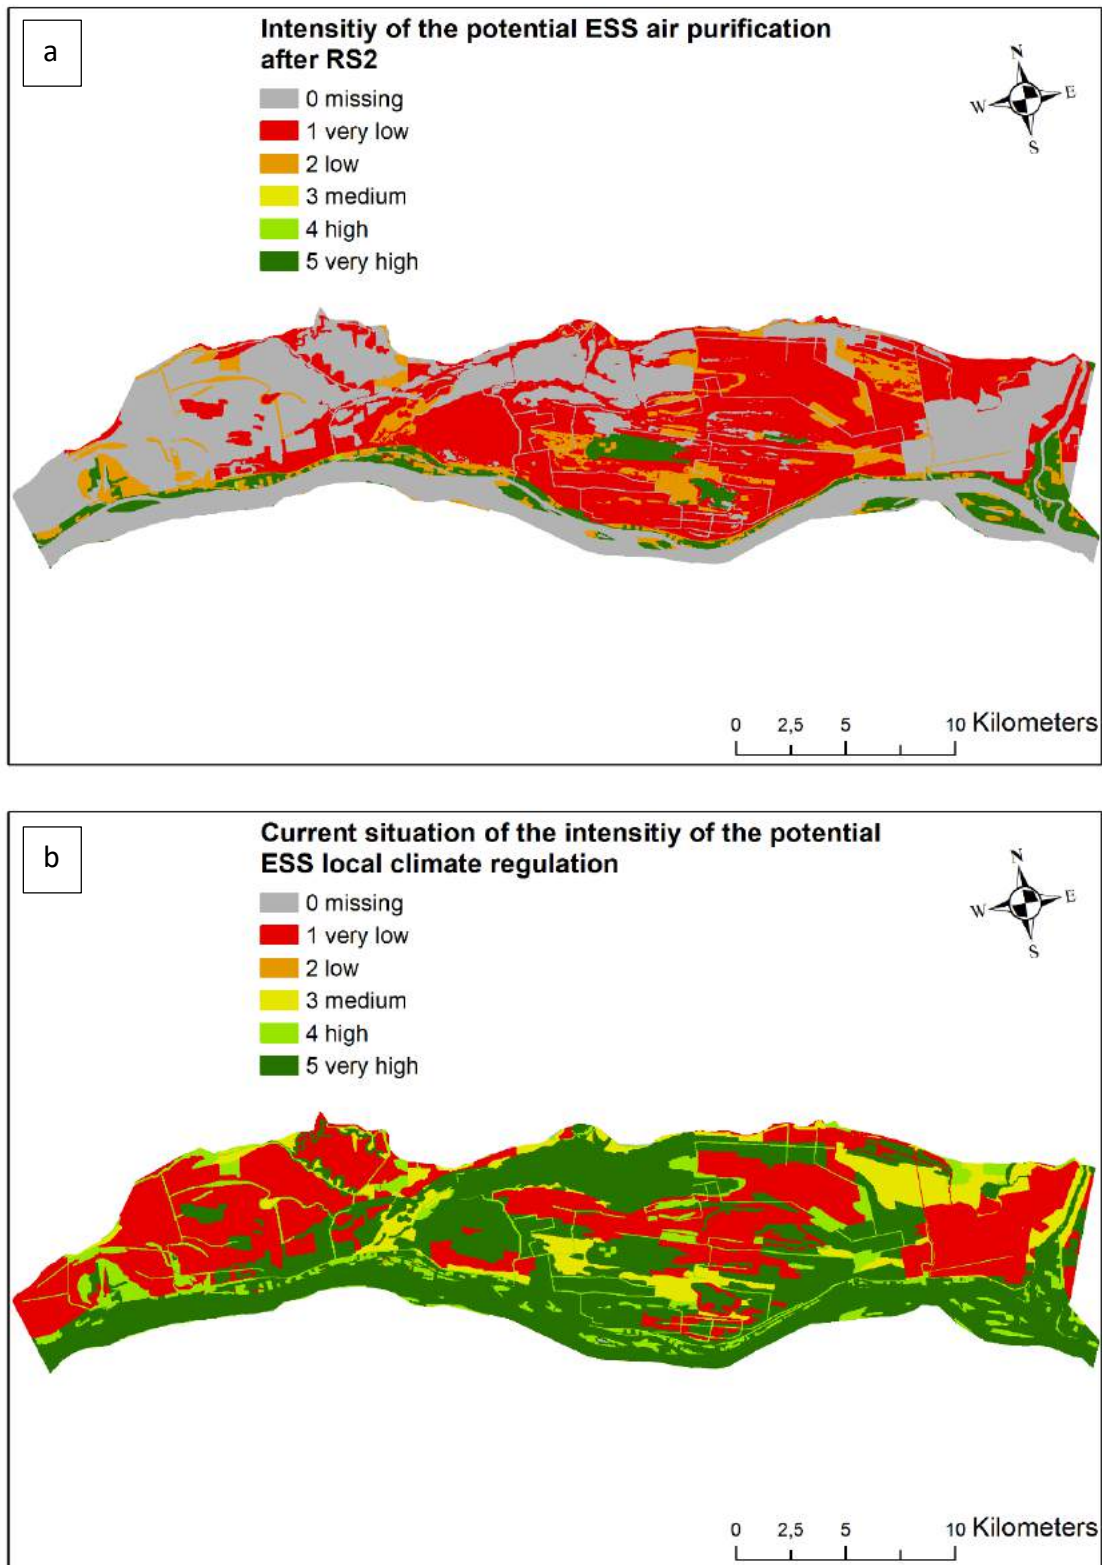 a
Intensitiy of the potential ESS air purification
after RS2
0 missing
1 very low
2 low
3 medium
4 high
5 very high
N
W
E
S
0 2,5 5 10 Kilometers
b
Current situation of the intensitiy of the potential
ESS local climate regulation
0 missing
1 very low
2 low
3 medium
4 high
5 very high
N
W
E
S
0 2,5 5 10 Kilometers